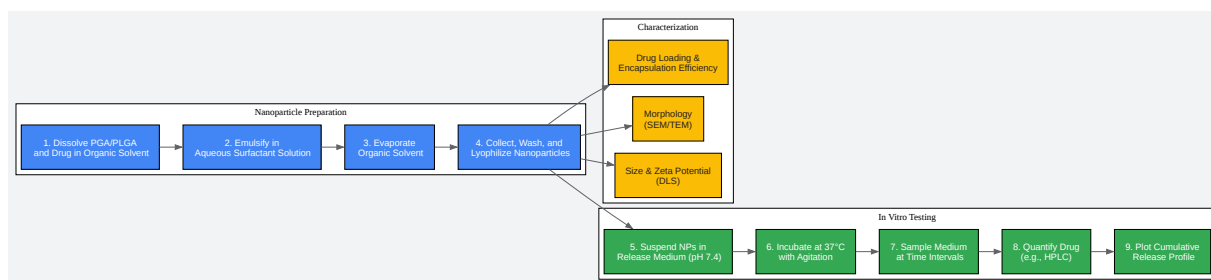 Nanoparticle Preparation
1. Dissolve PGA/PLGA
and Drug in Organic Solvent
2. Emulsify in
Aqueous Surfactant Solution
3. Evaporate
Organic Solvent
4. Collect, Wash, and
Lyophilize Nanoparticles
Characterization
Drug Loading &
Encapsulation Efficiency
Morphology
(SEM/TEM)
Size & Zeta Potential
(DLS)
In Vitro Testing
5. Suspend NPs in
Release Medium (pH 7.4)
6. Incubate at 37°C
with Agitation
7. Sample Medium
at Time Intervals
8. Quantify Drug
(e.g., HPLC)
9. Plot Cumulative
Release Profile